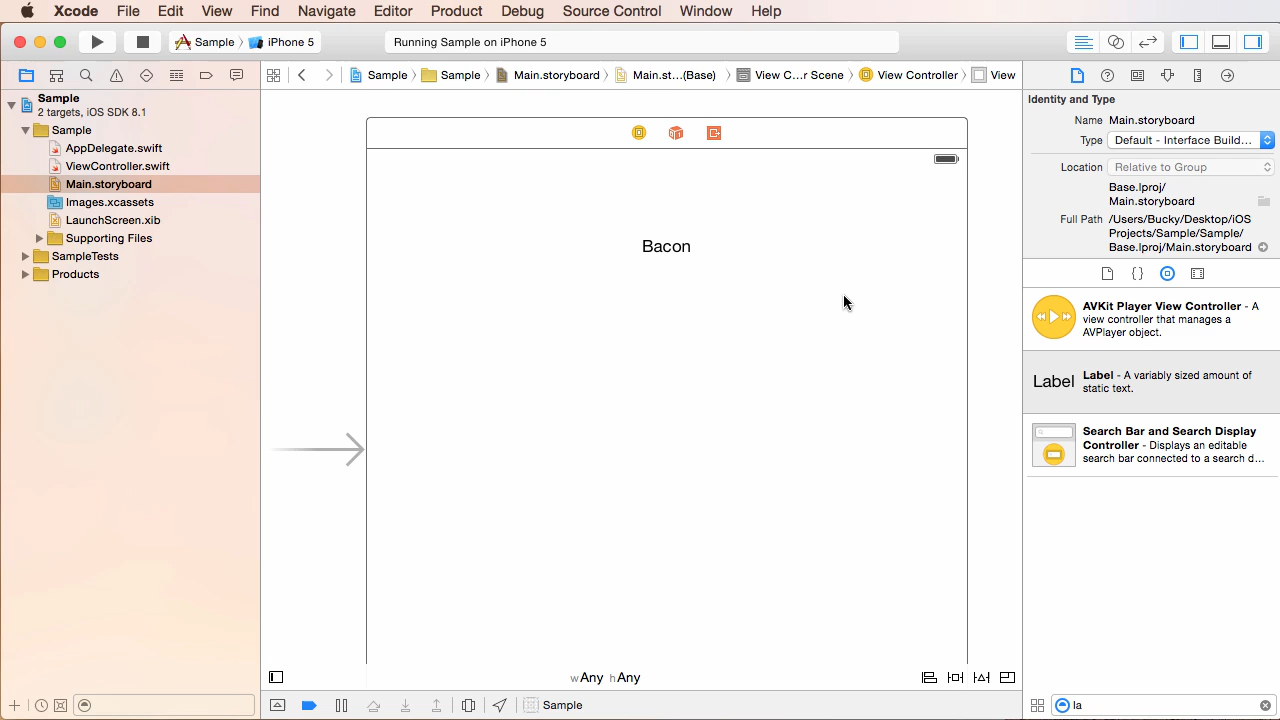 Xcode File Edit View Find Navigate Editor Product Debug Source Control Window Help
Sample iPhone 5 Running Sample on iPhone 5
Sample Sample Main.storyboard Main.st...(Base) View C...r Scene View Controller View
Sample
2 targets, iOS SDK 8.1
Sample
AppDelegate.swift
ViewController.swift
Main.storyboard
Images.xcassets
LaunchScreen.xib
Supporting Files
SampleTests
Products
Bacon
wAny hAny
Sample
Identity and Type
Name Main.storyboard
Type Default - Interface Build...
Location Relative to Group
Base.lproj/
Main.storyboard
Full Path /Users/Bucky/Desktop/iOS
Projects/Sample/Sample/
Base.lproj/Main.storyboard
AVKit Player View Controller - A
view controller that manages a
AVPlayer object.
Label
Label - A variably sized amount of
static text.
Search Bar and Search Display
Controller - Displays an editable
search bar connected to a search d...
la